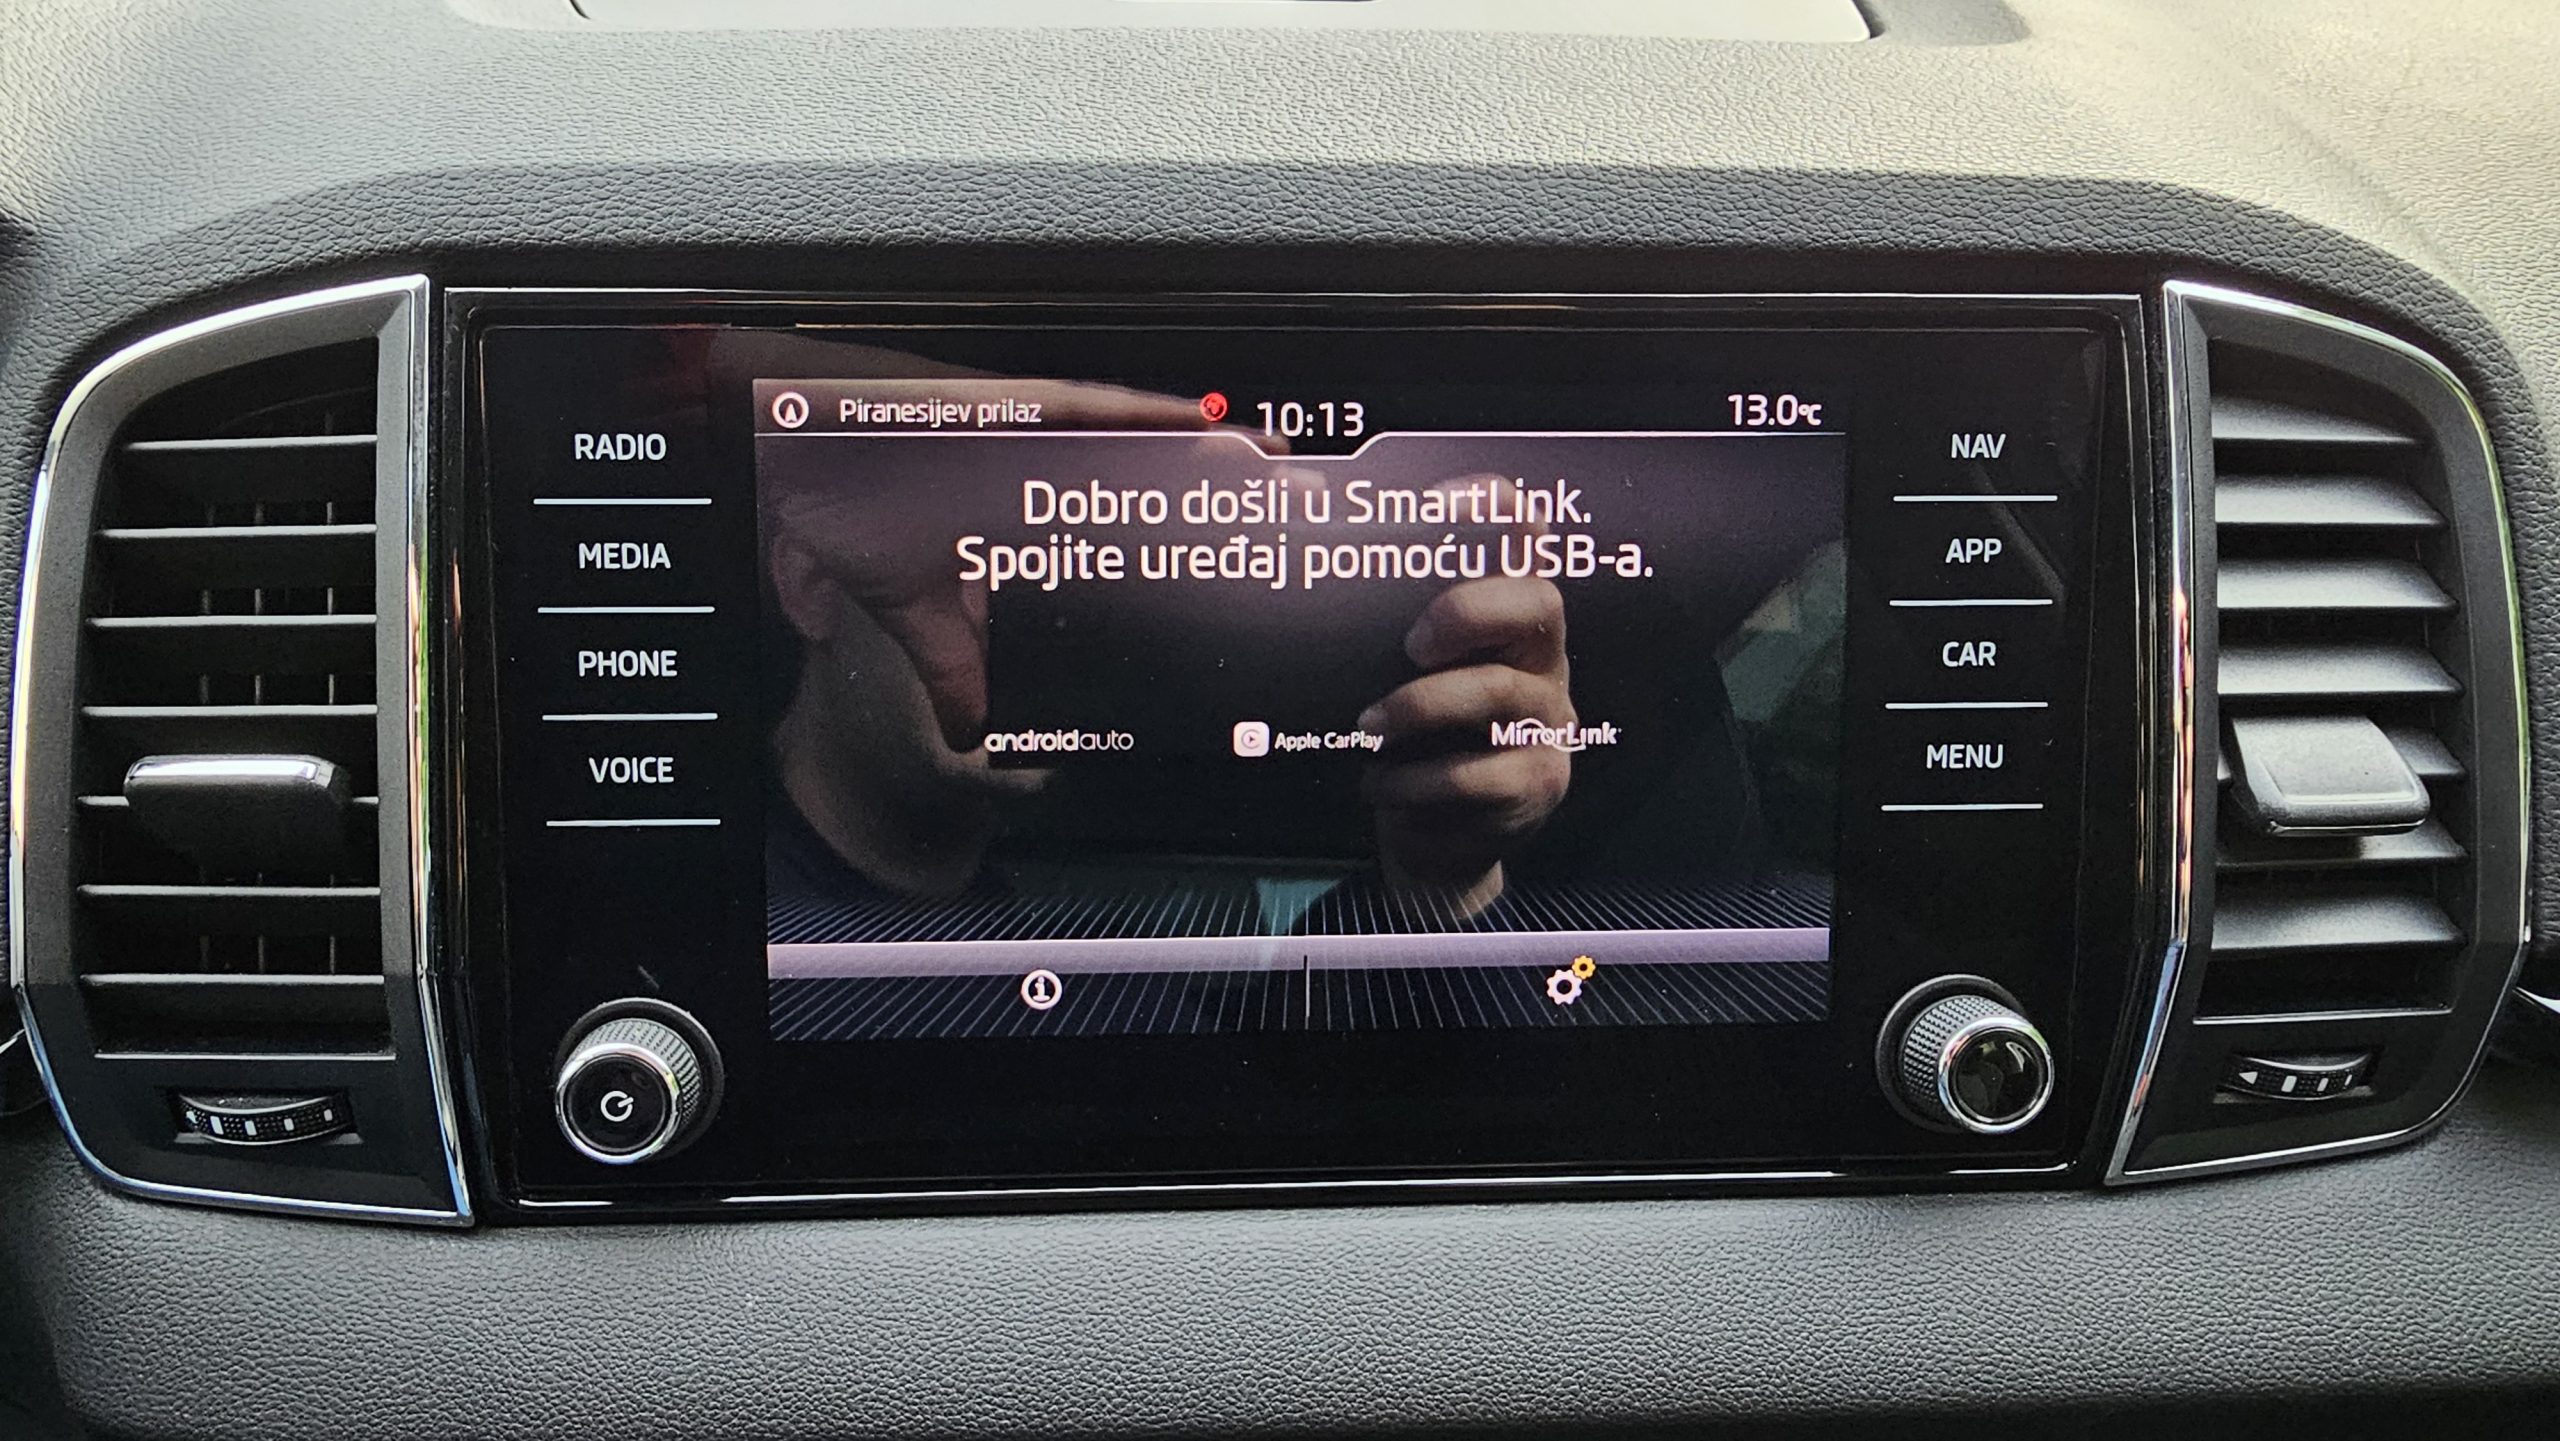 Piranesijev prilaz
10:13
13.0°C
RADIO
MEDIA
PHONE
VOICE
Dobro došli u SmartLink.
Spojite uređaj pomoću USB-a.
androidauto
Apple CarPlay
MirrorLink
NAV
APP
CAR
MENU